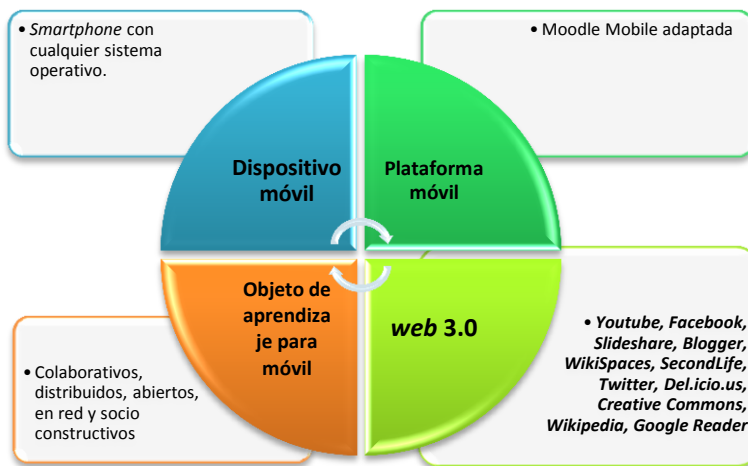 • Smartphone con
cualquier sistema
operativo.
• Moodle Mobile adaptada
Dispositivo
móvil
Plataforma
móvil
Objeto de
aprendiza
je para
móvil
web 3.0
• Colaborativos,
distribuidos, abiertos,
en red y socio
constructivos
• Youtube, Facebook,
Slideshare, Blogger,
WikiSpaces, SecondLife,
Twitter, Del.icio.us,
Creative Commons,
Wikipedia, Google Reader